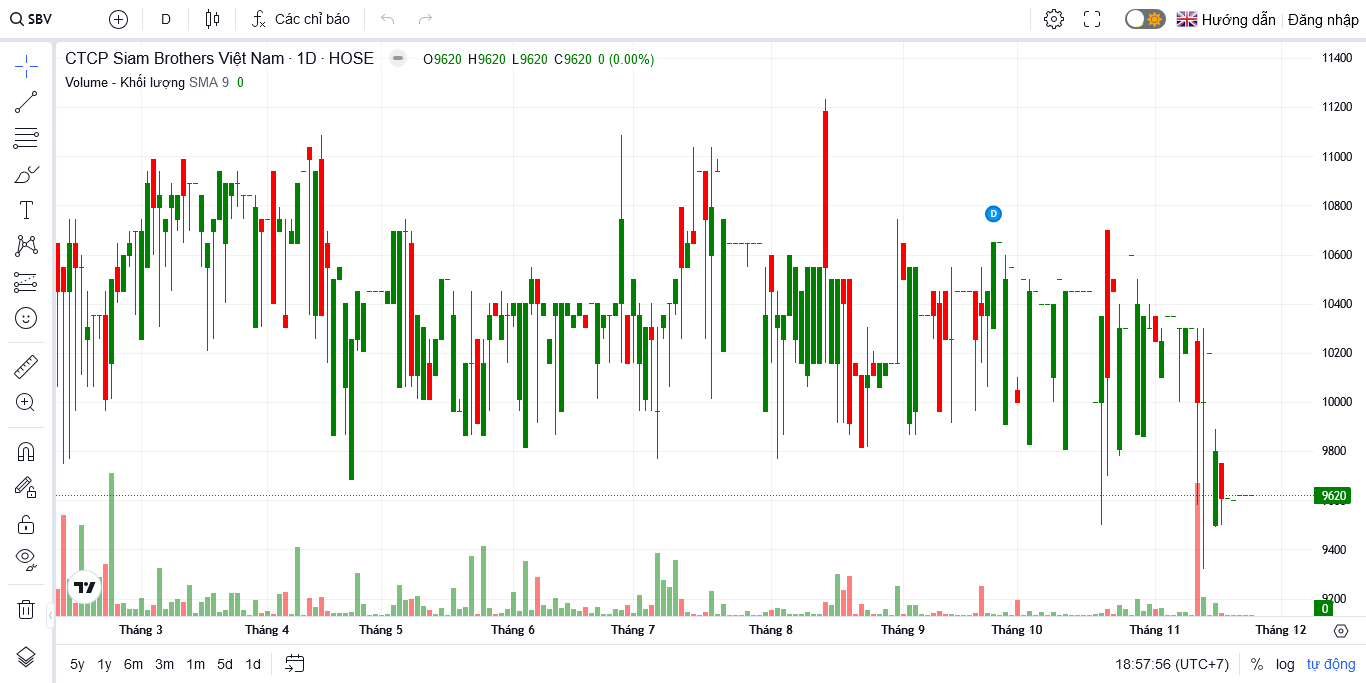 SBV D Các chỉ báo Hướng dẫn Đăng nhập
CTCP Siam Brothers Việt Nam · 1D · HOSE O9620 H9620 L9620 C9620 0 (0.00%)
Volume - Khối lượng SMA 9 0
11400
11200
11000
10800
10600
10400
10200
10000
9800
9620
9400
9200
0
D
Tháng 3 Tháng 4 Tháng 5 Tháng 6 Tháng 7 Tháng 8 Tháng 9 Tháng 10 Tháng 11 Tháng 12
5y 1y 6m 3m 1m 5d 1d 18:57:56 (UTC+7) % log tự động